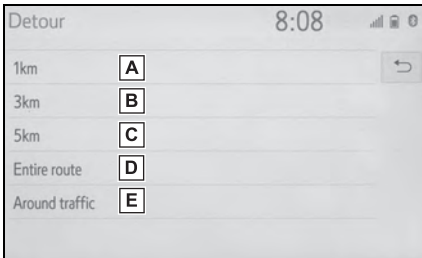 Detour 8:08
1km A
3km B
5km C
Entire route D
Around traffic E